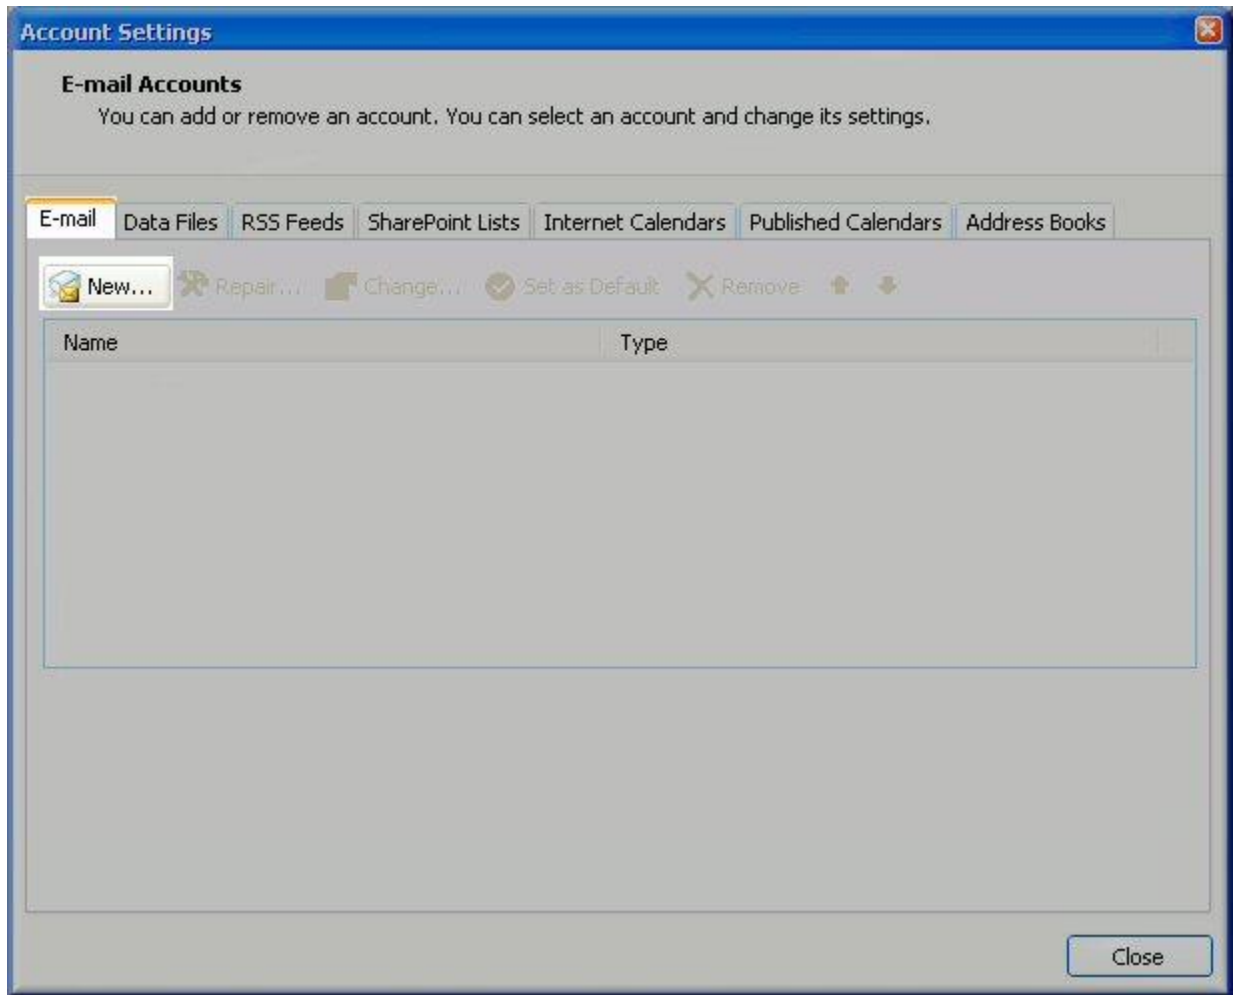 Account Settings
E-mail Accounts
You can add or remove an account. You can select an account and change its settings.
E-mail Data Files RSS Feeds SharePoint Lists Internet Calendars Published Calendars Address Books
New... Repair... Change... Set as Default Remove
Name Type
Close